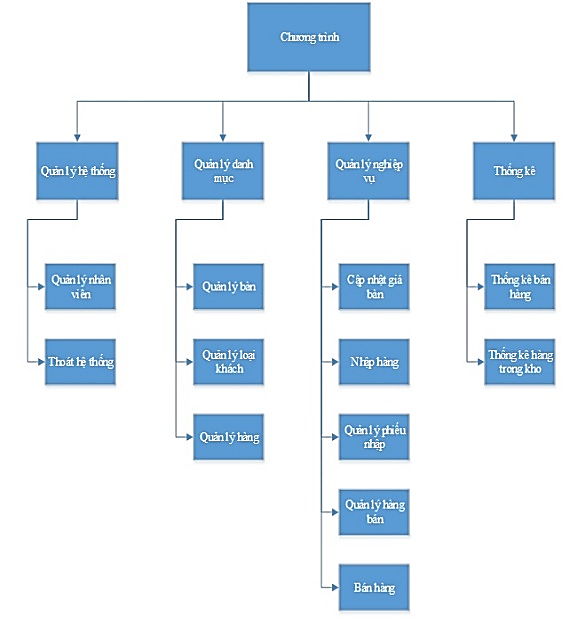 Chương trình
Quản lý hệ thống
Quản lý danh
mục
Quản lý nghiệp
vụ
Thống kê
Quản lý nhân
viên
Thoát hệ thống
Quản lý bàn
Quản lý loại
khách
Quản lý hàng
Cập nhật giá
bàn
Nhập hàng
Quản lý phiếu
nhập
Quản lý hàng
bán
Bán hàng
Thống kê bán
hàng
Thống kê hàng
trong kho